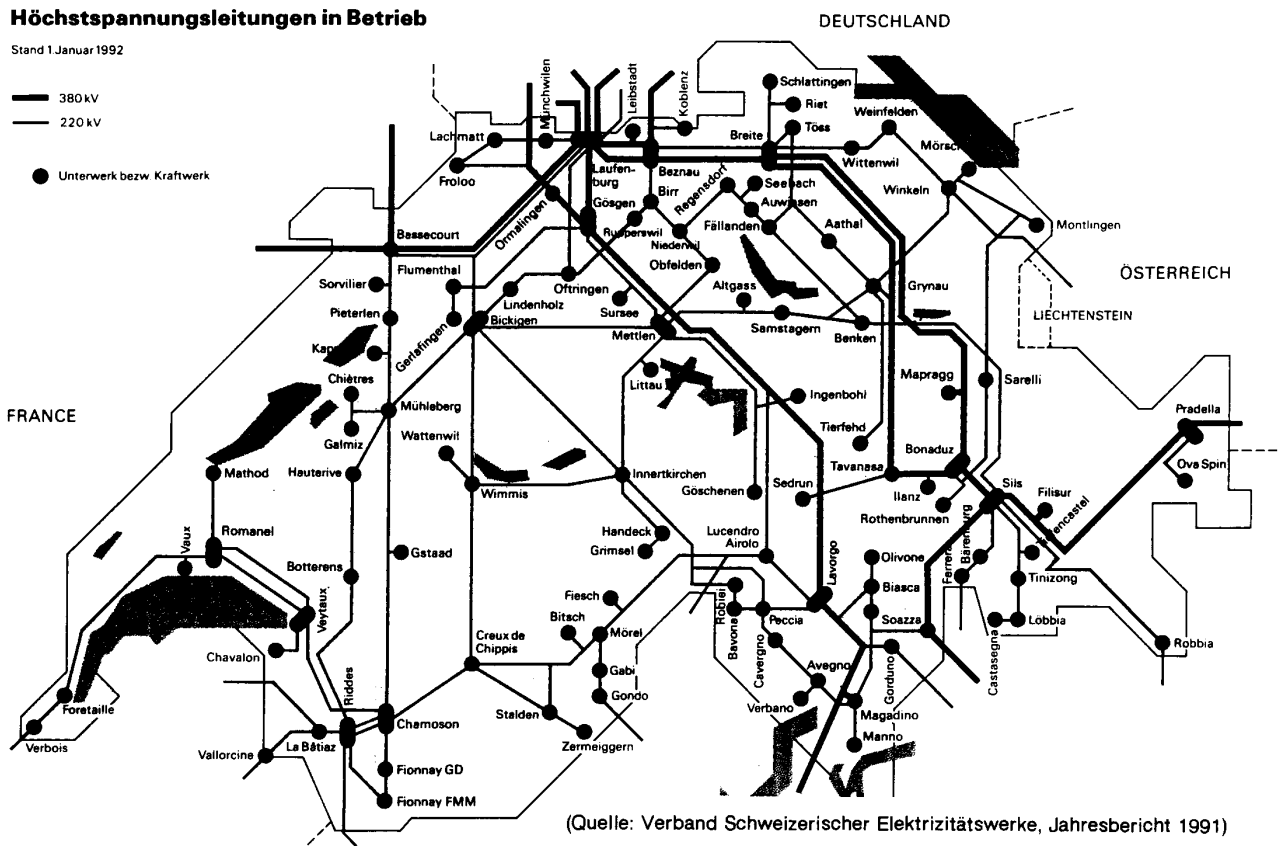 Höchstspannungsleitungen in Betrieb
DEUTSCHLAND
Stand 1.Januar 1992
380 kV
220 kV
Unterwerk bezw. Kraftwerk
Münchwilen
Leibstadt
Koblenz
Schlattingen
Riet
Töss
Weinfelden
Lachmatt
Breite
Mörsc
Froloo
Laufen-
burg
Beznau
Wittenwil
Winkeln
Birr
Regensdorf
Seebach
Gösgen
Auwiesen
Ormalingen
Rupperswil
Niederwil
Fällanden
Aathal
Montlingen
Bassecourt
Flumenthal
Obfelden
ÖSTERREICH
Sorvilier
Oftringen
Altgass
Grynau
Lindenholz
Sursee
Pieterlen
Bickigen
Samstagern
LIECHTENSTEIN
Gerlafingen
Mettlen
Benken
Kap
Chiètres
Littau
Mapragg
Sarelli
FRANCE
Mühleberg
Ingenbohl
Pradella
Galmiz
Wattenwil
Tierfehd
Bonaduz
Mathod
Hauterive
Innertkirchen
Tavanasa
Ova Spin
Wimmis
Göschenen
Sedrun
Ilanz
Sils
Filisur
Rothenbrunnen
encastel
Romanel
Vaux
Handeck
Lucendro
Airolo
Grimsel
Gstaad
Lavorgo
Olivone
Ferrera
Bärenburg
Botterens
Biasca
Tinizong
Veytaux
Fiesch
Robiei
Bitsch
Bavona
Peccia
Soazza
Löbbia
Creux de
Chippis
Mörel
Cavergno
Castasegna
Robbia
Chavalon
Gabi
Avegno
Gorduno
Riddes
Gondo
Foretaille
Stalden
Verbano
Magadino
Chamoson
Verbois
La Bâtiaz
Zermeiggern
Manno
Vallorcine
Fionnay GD
Fionnay FMM
(Quelle: Verband Schweizerischer Elektrizitätswerke, Jahresbericht 1991)